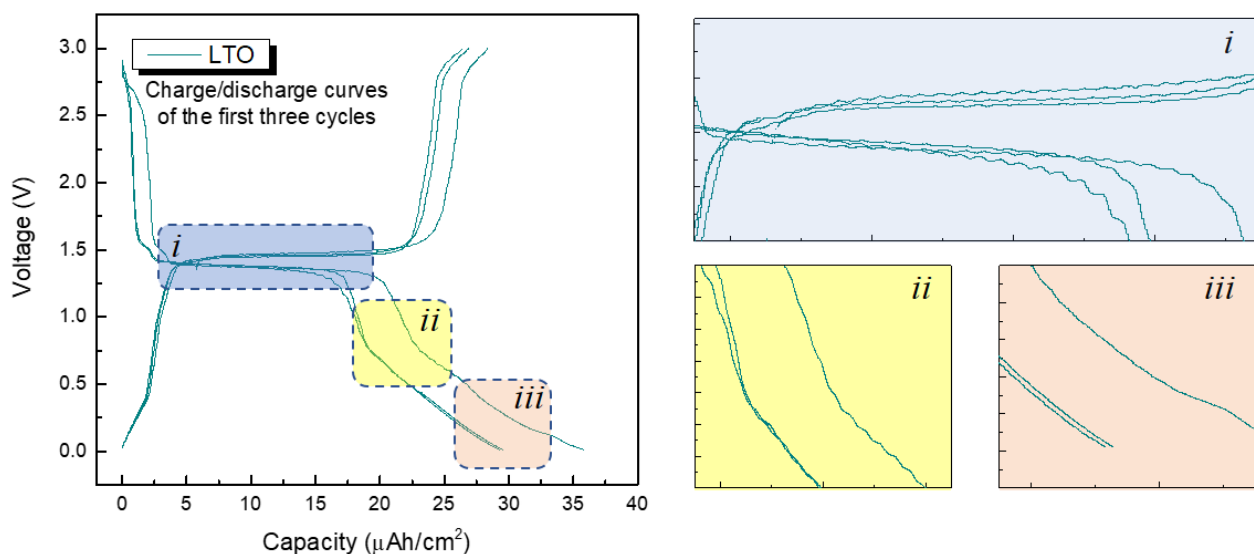 LTO
Charge/discharge curves
of the first three cycles
Voltage (V)
3.0
2.5
2.0
1.5
1.0
0.5
0.0
0 5 10 15 20 25 30 35 40
Capacity (μAh/cm²)
i
ii
iii
i
ii
iii